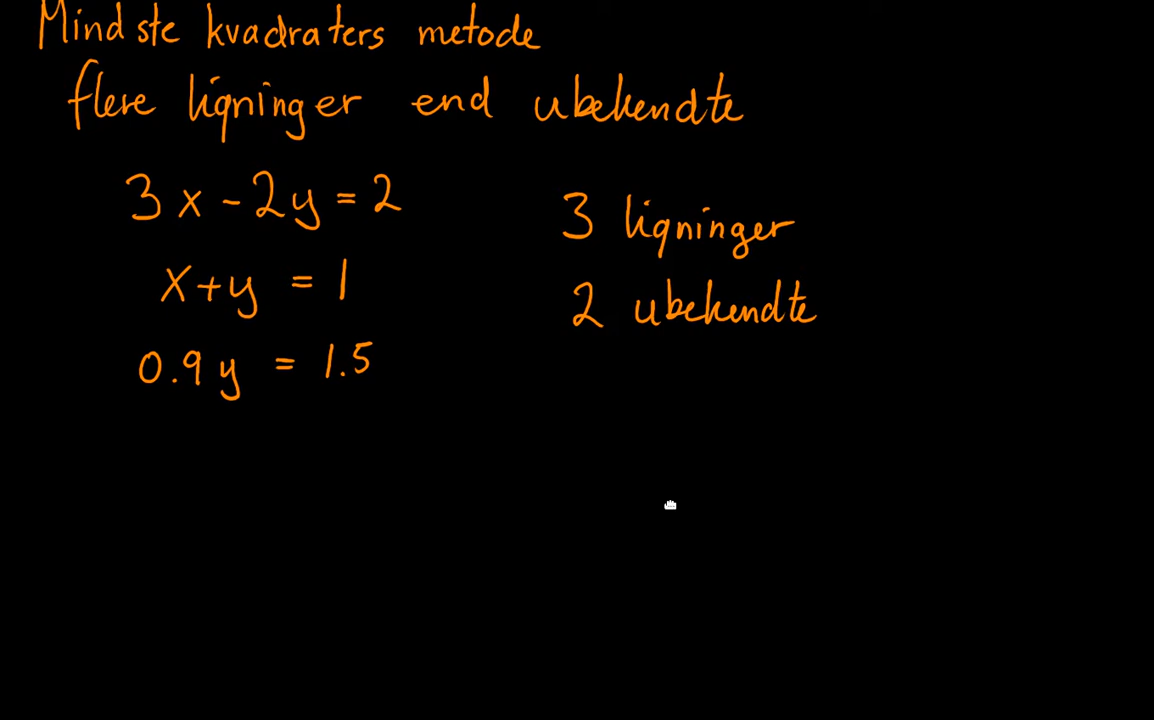 Mindste kvadraters metode
flere ligninger end ubekendte
3x - 2y = 2
x+y = 1
0.9y = 1.5
3 ligninger
2 ubekendte